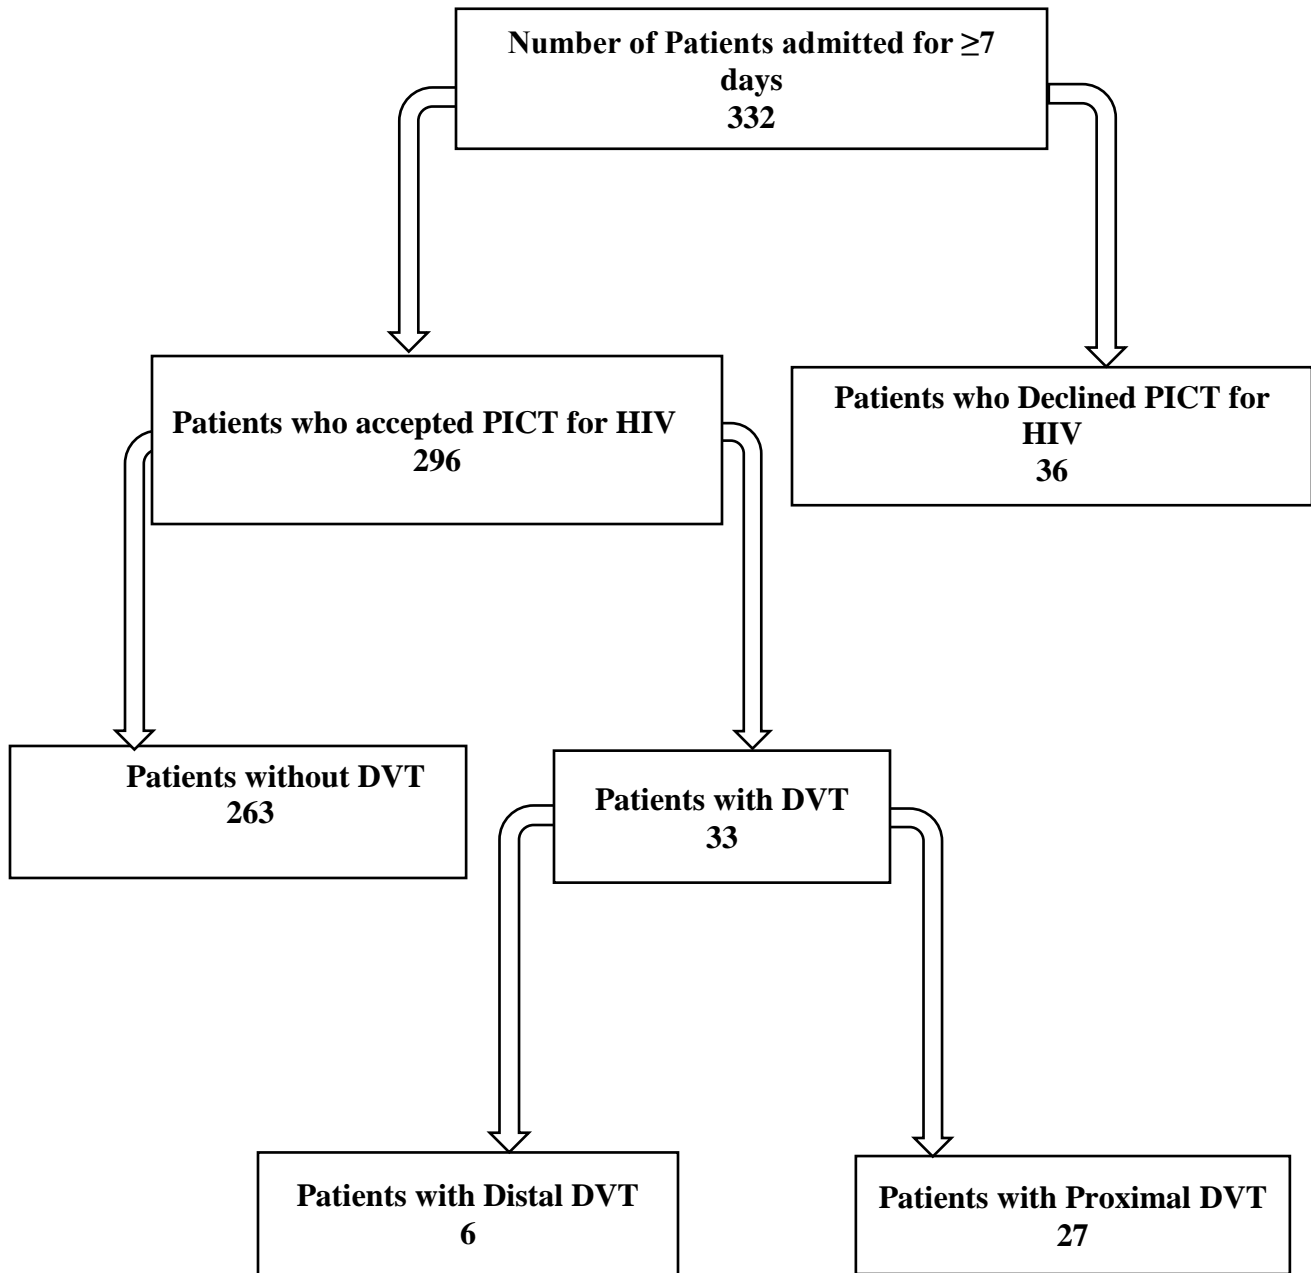 Number of Patients admitted for ≥7
days
332
Patients who accepted PICT for HIV
296
Patients who Declined PICT for
HIV
36
Patients without DVT
263
Patients with DVT
33
Patients with Distal DVT
6
Patients with Proximal DVT
27